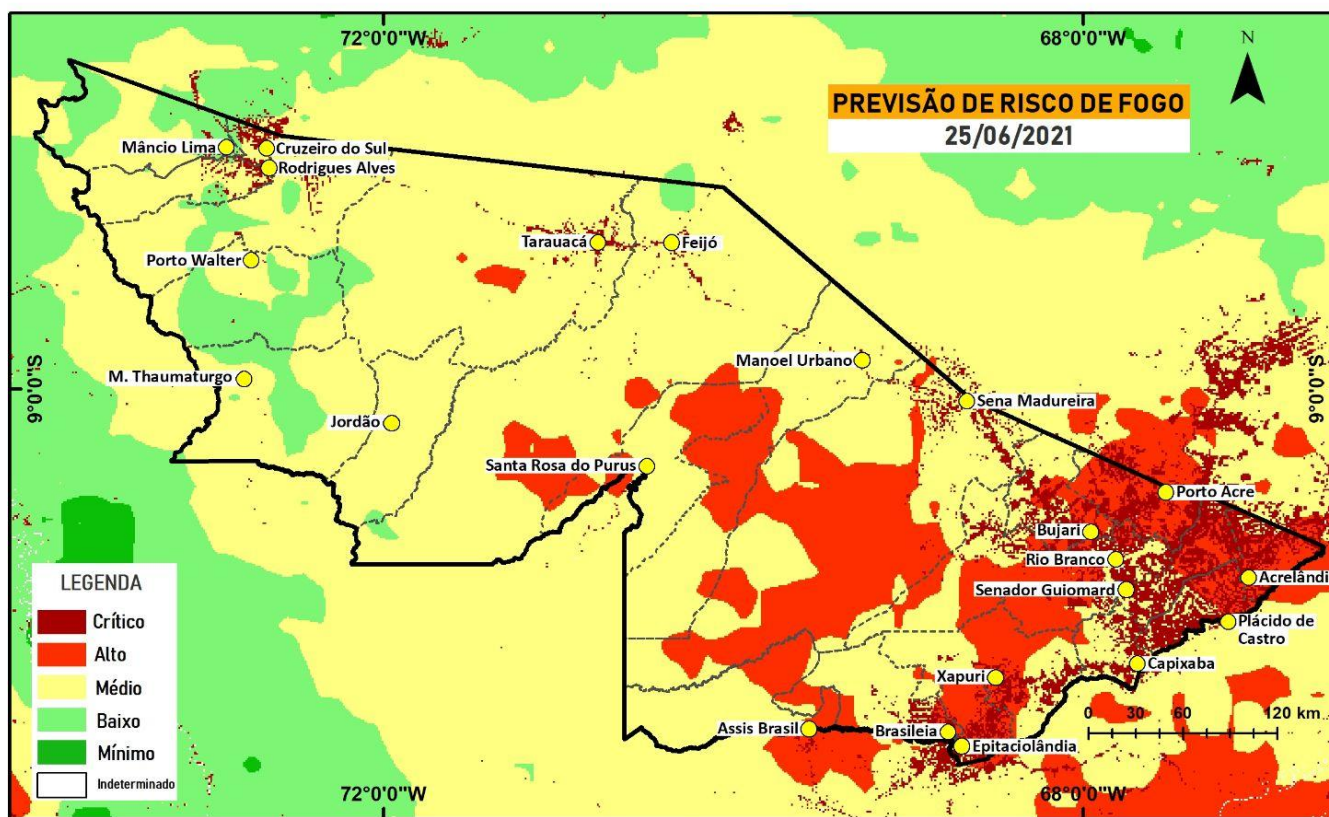 72°0'0"W
68°0'0"W
N
PREVISÃO DE RISCO DE FOGO
25/06/2021
Mâncio Lima
Cruzeiro do Sul
Rodrigues Alves
Tarauacá
Feijó
Porto Walter
Manoel Urbano
M. Thaumaturgo
9°0'0"S
9°0'0"S
Sena Madureira
Jordão
Santa Rosa do Purus
Porto Acre
Bujari
Rio Branco
Acrelândi
Senador Guiomard
Plácido de
Castro
Capixaba
Xapuri
Assis Brasil
Brasileia
Epitaciolândia
0 30 60 120 km
LEGENDA
Crítico
Alto
Médio
Baixo
Mínimo
Indeterminado
72°0'0"W
68°0'0"W